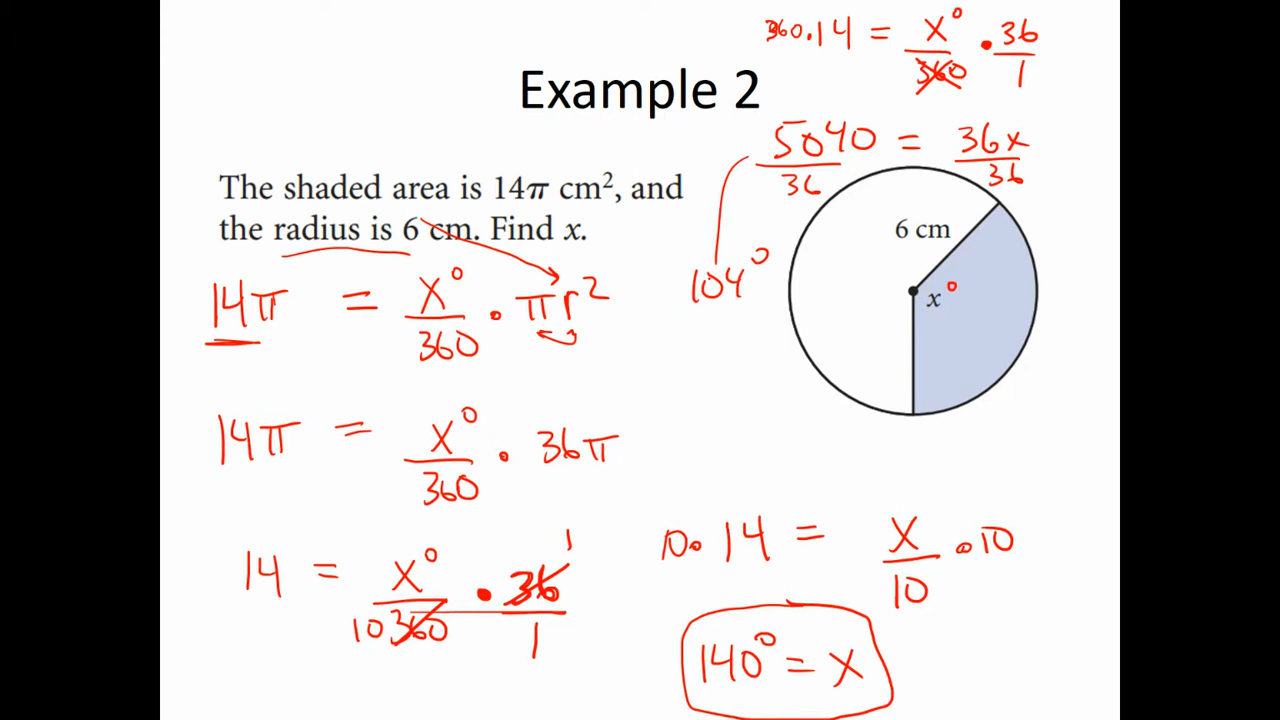 360·14 = x°/360 · 36/1
Example 2
5040/36 = 36x/36
The shaded area is 14π cm², and
the radius is 6 cm. Find x.
6 cm
104°
x°
14π = x°/360 · πr²
14π = x°/360 · 36π
14 = x°/10 360 · 36/1 1
10·14 = x/10 · 10
140° = x